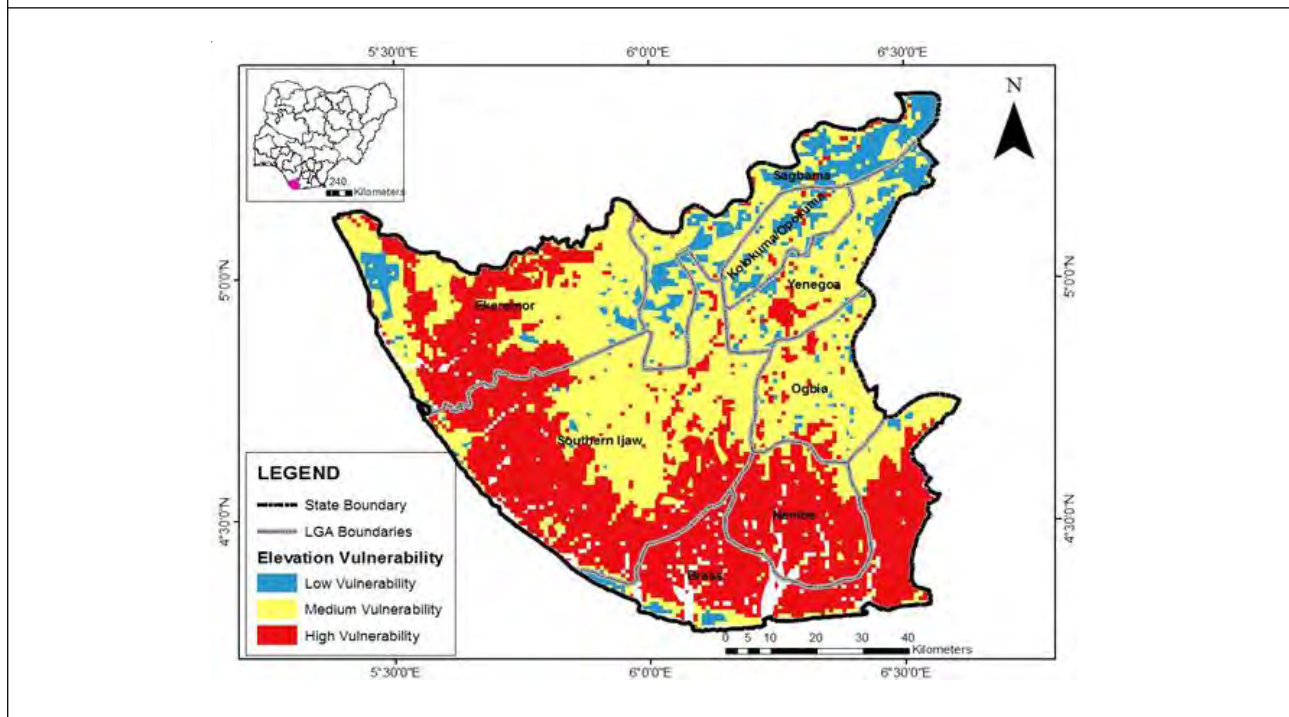 5°30'0"E
6°0'0"E
6°30'0"E
N
240
Kilometers
Sagbama
Kolokuma/Opokuma
5°0'0"N
5°0'0"N
Yenegoa
Ekeremor
Ogbia
Southern Ijaw
LEGEND
State Boundary
LGA Boundaries
Elevation Vulnerability
Low Vulnerability
Medium Vulnerability
High Vulnerability
4°30'0"N
4°30'0"N
Nembe
Brass
0 5 10 20 30 40
Kilometers
5°30'0"E
6°0'0"E
6°30'0"E